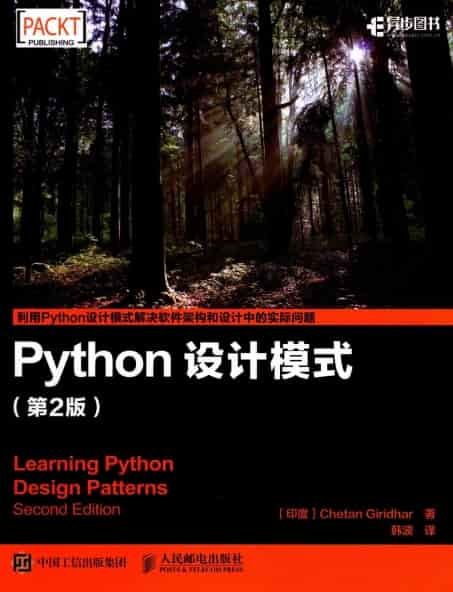 [PACKT]
PUBLISHING
异步图书
利用Python设计模式解决软件架构和设计中的实际问题
Python 设计模式
（第2版）
Learning Python
Design Patterns
Second Edition
[印度] Chetan Giridhar 著
韩波 译
中国工信出版集团
人民邮电出版社
POSTS & TELECOM PRESS